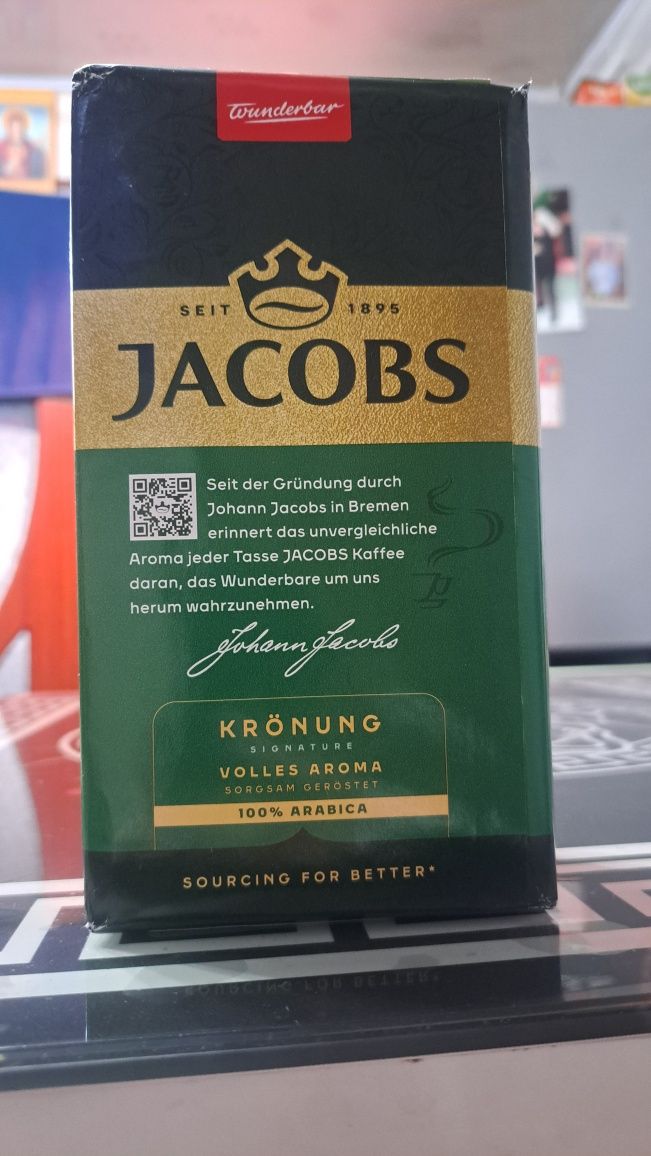 Wunderbar
SEIT 1895
JACOBS
Seit der Gründung durch
Johann Jacobs in Bremen
erinnert das unvergleichliche
Aroma jeder Tasse JACOBS Kaffee
daran, das Wunderbare um uns
herum wahrzunehmen.
Johann Jacobs
KRÖNUNG
SIGNATURE
VOLLES AROMA
SORGSAM GERÖSTET
100% ARABICA
SOURCING FOR BETTER*